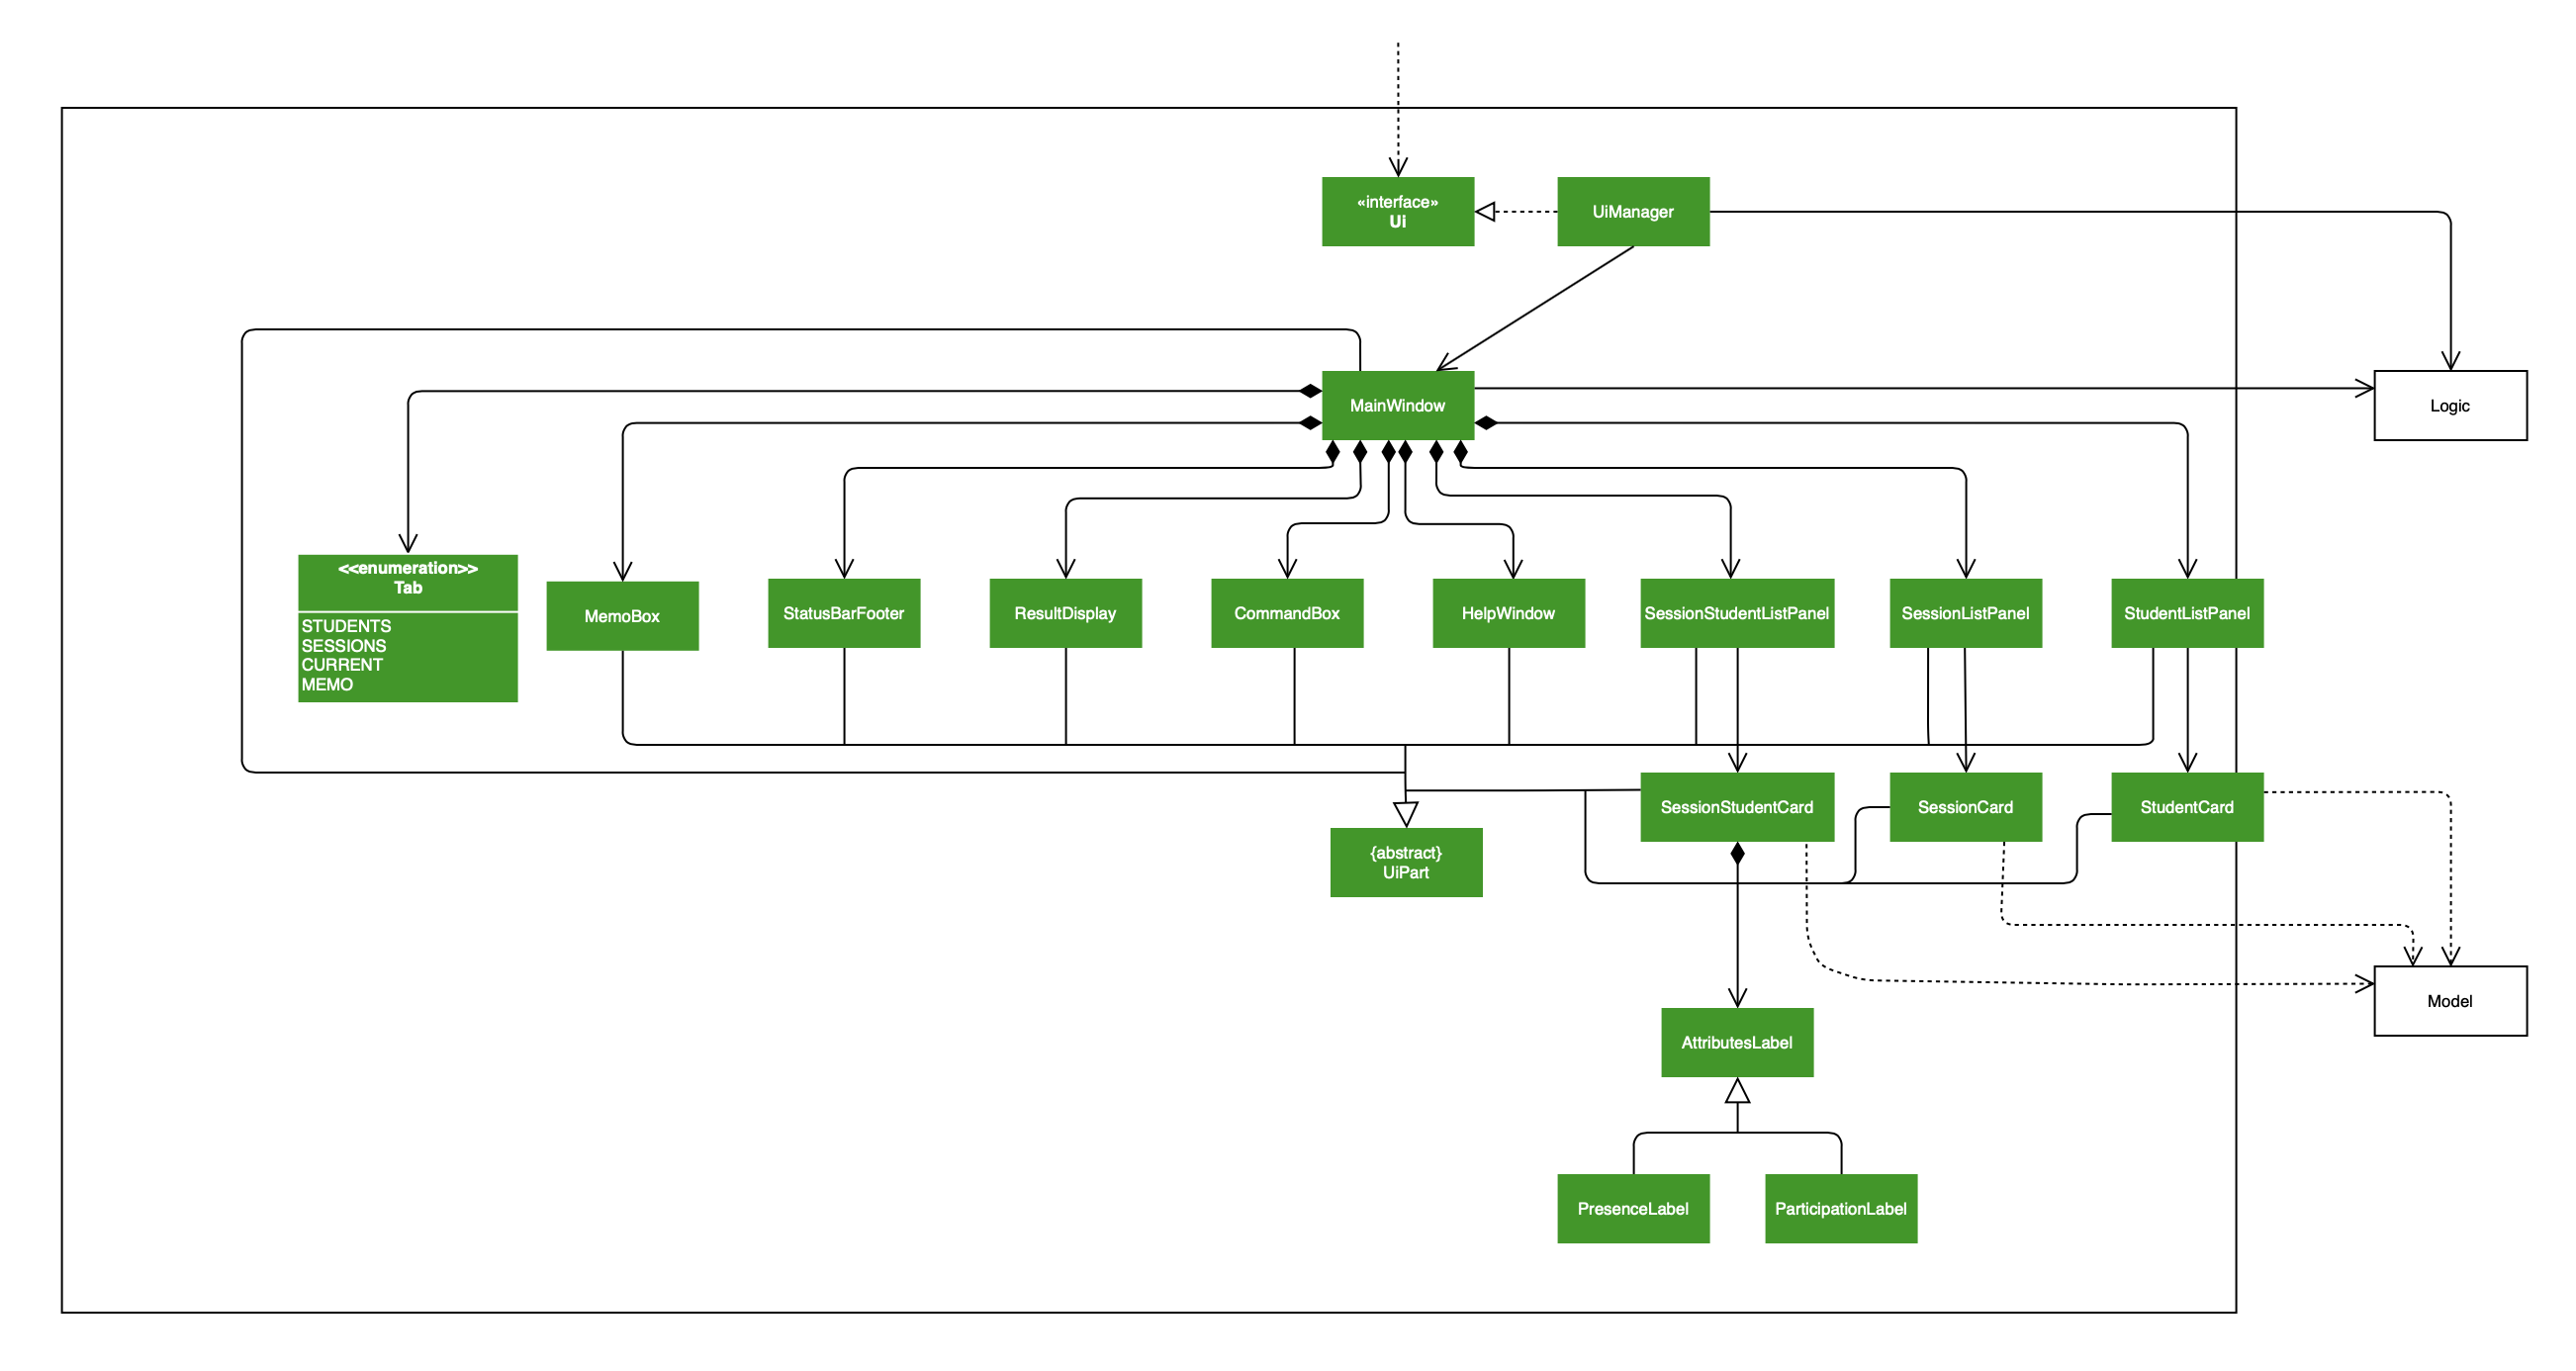 «interface»
Ui
UiManager
MainWindow
Logic
<<enumeration>>
Tab
STUDENTS
SESSIONS
CURRENT
MEMO
MemoBox
StatusBarFooter
ResultDisplay
CommandBox
HelpWindow
SessionStudentListPanel
SessionListPanel
StudentListPanel
SessionStudentCard
SessionCard
StudentCard
{abstract}
UiPart
Model
AttributesLabel
PresenceLabel
ParticipationLabel